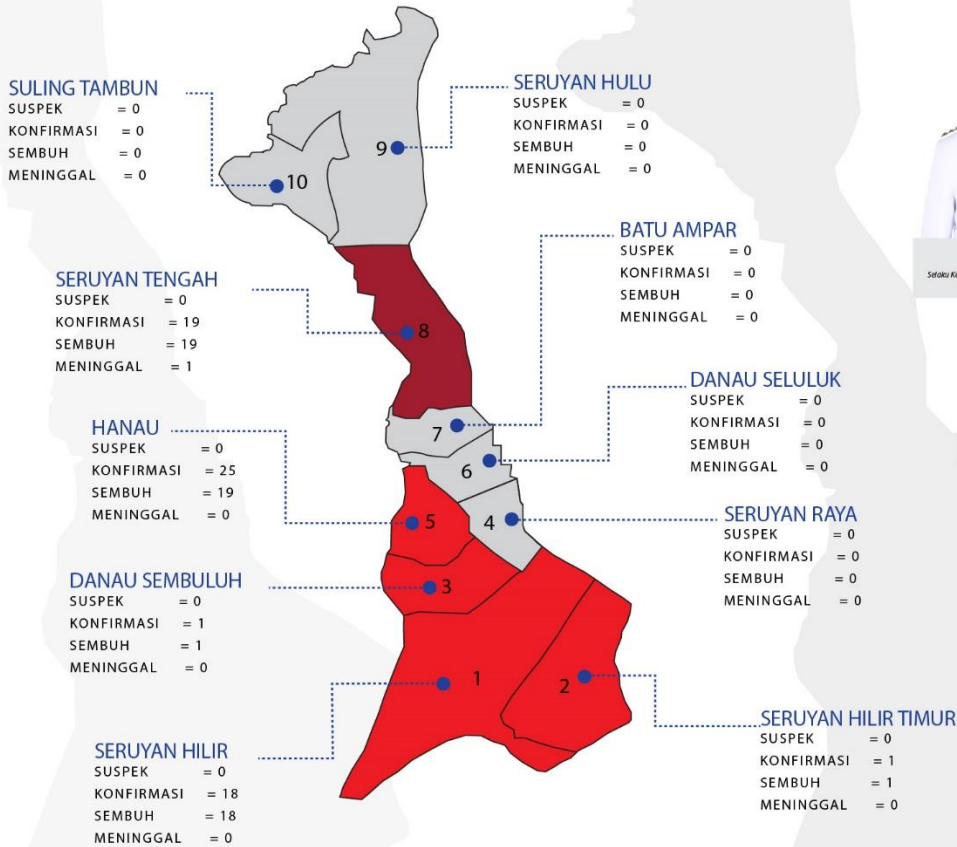 SULING TAMBUN
SUSPEK = 0
KONFIRMASI = 0
SEMBUH = 0
MENINGGAL = 0
SERUYAN HULU
SUSPEK = 0
KONFIRMASI = 0
SEMBUH = 0
MENINGGAL = 0
9
10
BATU AMPAR
SUSPEK = 0
KONFIRMASI = 0
SEMBUH = 0
MENINGGAL = 0
Selaku
SERUYAN TENGAH
SUSPEK = 0
KONFIRMASI = 19
SEMBUH = 19
MENINGGAL = 1
8
DANAU SELULUK
SUSPEK = 0
KONFIRMASI = 0
SEMBUH = 0
MENINGGAL = 0
HANAU
SUSPEK = 0
KONFIRMASI = 25
SEMBUH = 19
MENINGGAL = 0
7
6
5
4
SERUYAN RAYA
SUSPEK = 0
KONFIRMASI = 0
SEMBUH = 0
MENINGGAL = 0
DANAU SEMBULUH
SUSPEK = 0
KONFIRMASI = 1
SEMBUH = 1
MENINGGAL = 0
3
1
2
SERUYAN HILIR
SUSPEK = 0
KONFIRMASI = 18
SEMBUH = 18
MENINGGAL = 0
SERUYAN HILIR TIMUR
SUSPEK = 0
KONFIRMASI = 1
SEMBUH = 1
MENINGGAL = 0